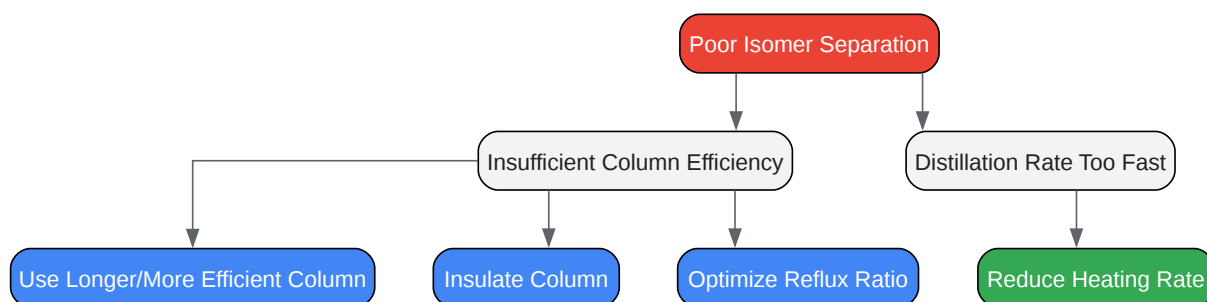 Poor Isomer Separation
Insufficient Column Efficiency
Distillation Rate Too Fast
Use Longer/More Efficient Column
Insulate Column
Optimize Reflux Ratio
Reduce Heating Rate